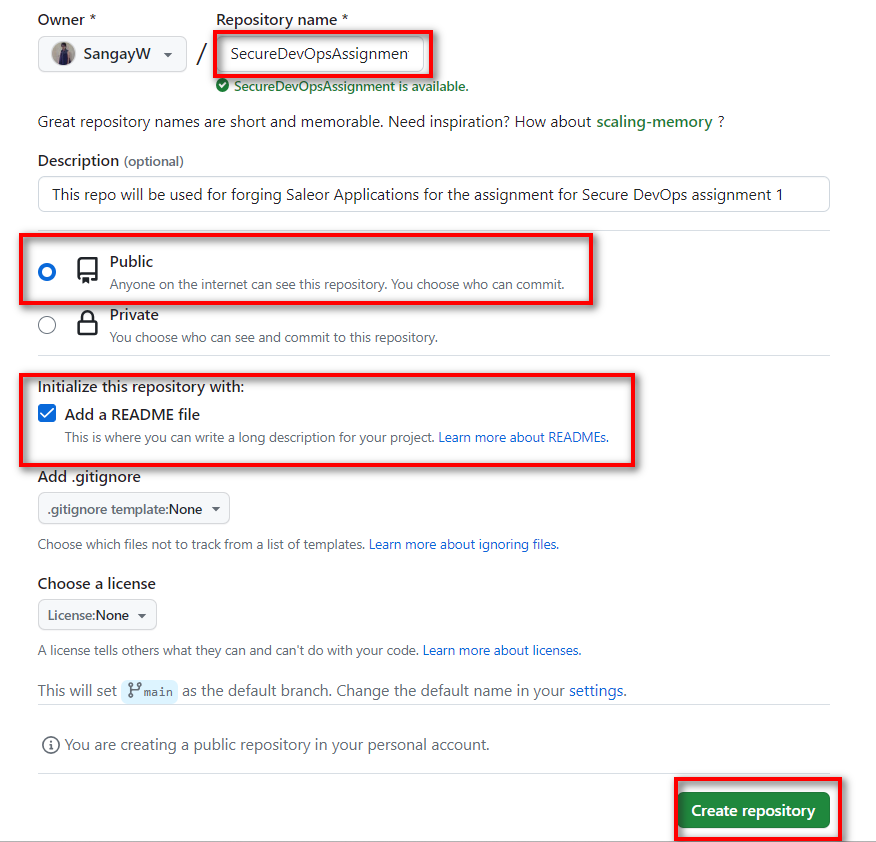 Owner * Repository name *
SangayW / SecureDevOpsAssignmen
SecureDevOpsAssignment is available.
Great repository names are short and memorable. Need inspiration? How about scaling-memory ?
Description (optional)
This repo will be used for forging Saleor Applications for the assignment for Secure DevOps assignment 1
Public
Anyone on the internet can see this repository. You choose who can commit.
Private
You choose who can see and commit to this repository.
Initialize this repository with:
Add a README file
This is where you can write a long description for your project. Learn more about READMEs.
Add .gitignore
.gitignore template:None
Choose which files not to track from a list of templates. Learn more about ignoring files.
Choose a license
License:None
A license tells others what they can and can't do with your code. Learn more about licenses.
This will set main as the default branch. Change the default name in your settings.
You are creating a public repository in your personal account.
Create repository